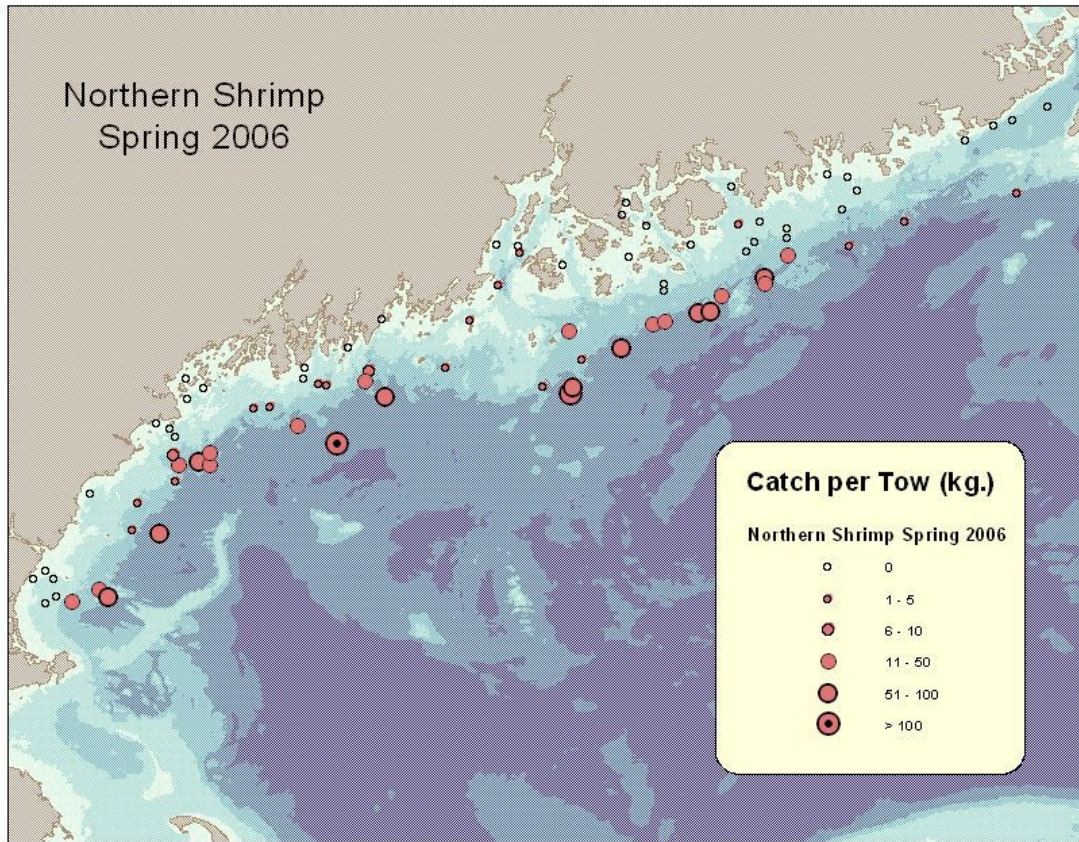 Northern Shrimp
Spring 2006
Catch per Tow (kg.)
Northern Shrimp Spring 2006
0
1 - 5
6 - 10
11 - 50
51 - 100
> 100